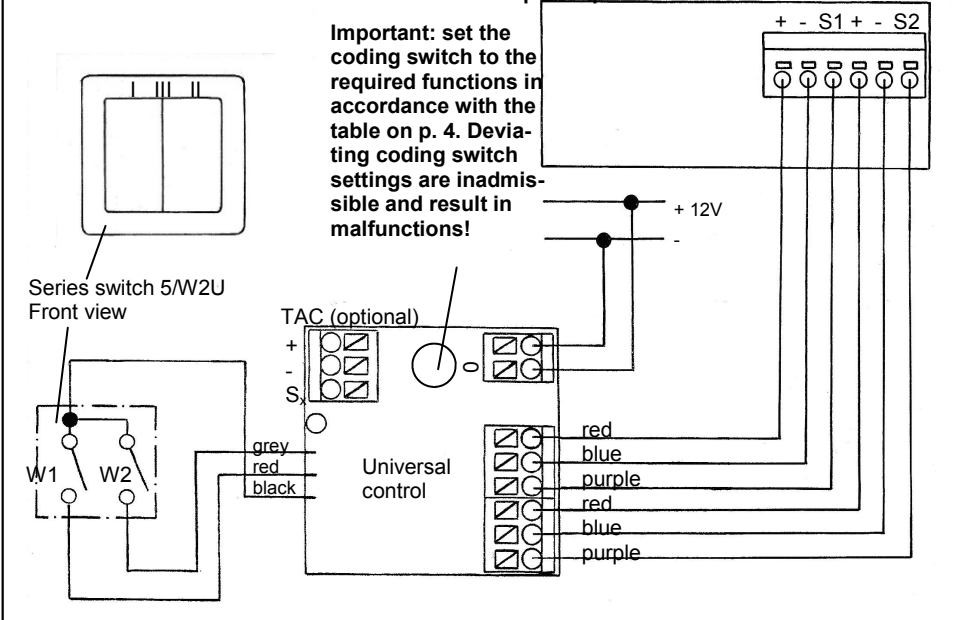 + - S1 + - S2
Important: set the
coding switch to the
required functions in
accordance with the
table on p. 4. Devia-
ting coding switch
settings are inadmis-
sible and result in
malfunctions!
+ 12V
-
Series switch 5/W2U
Front view
TAC (optional)
+
-
Sx
0
grey
red
black
W1 W2
Universal
control
red
blue
purple
red
blue
purple